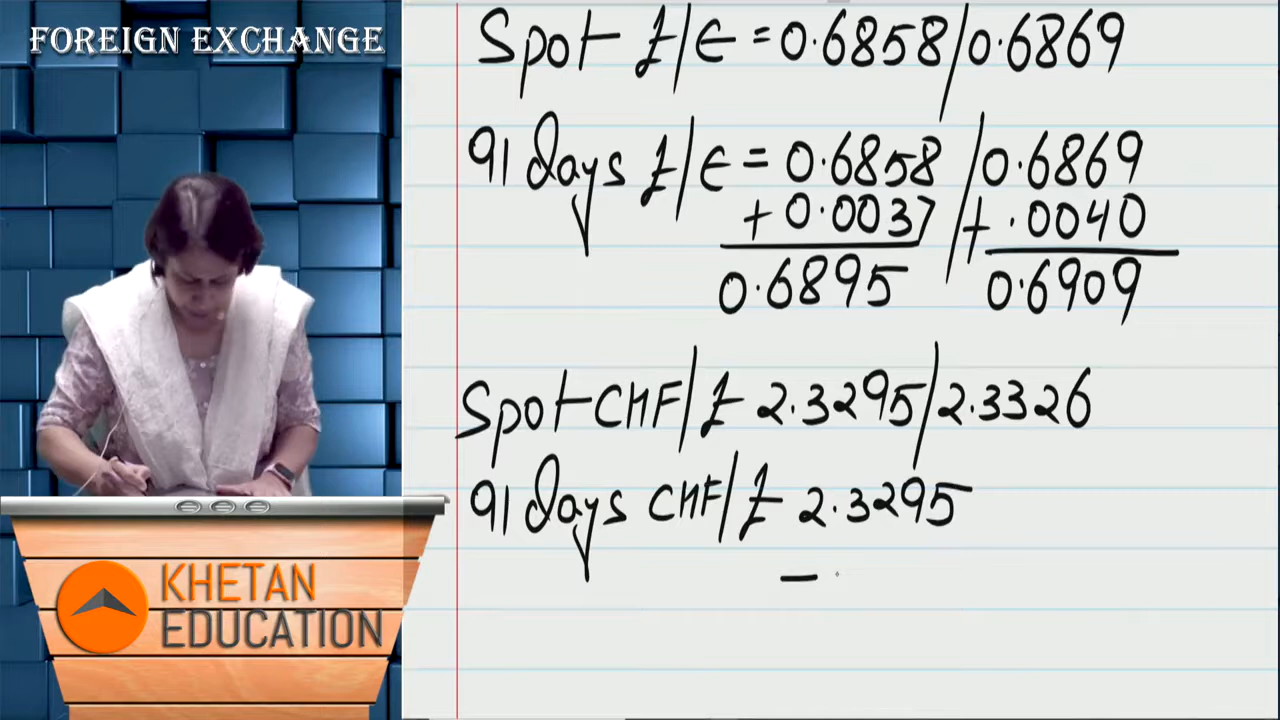 FOREIGN EXCHANGE
Spot £/€ = 0.6858/0.6869
91 days £/€ = 0.6858 /0.6869
+ 0.0037 /+ .0040
0.6895 0.6909
Spot CHF/£ 2.3295/2.3326
91 days CHF/£ 2.3295
—
KHETAN
EDUCATION